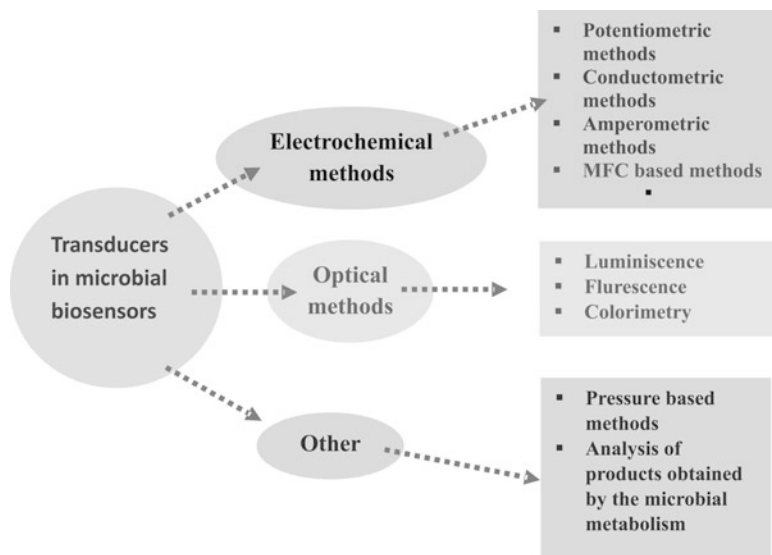 Transducers
in microbial
biosensors
Electrochemical
methods
▪ Potentiometric
methods
▪ Conductometric
methods
▪ Amperometric
methods
▪ MFC based methods
▪
Optical
methods
▪ Luminiscence
▪ Flurescence
▪ Colorimetry
Other
▪ Pressure based
methods
▪ Analysis of
products obtained
by the microbial
metabolism